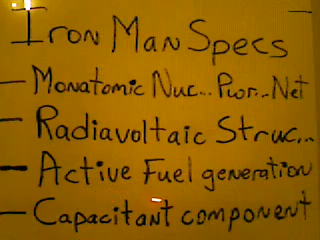 Iron Man Specs
- Monatomic Nuc... Pwr...Net
- Radiavoltaic Struc...
- Active Fuel generation
- Capacitant component